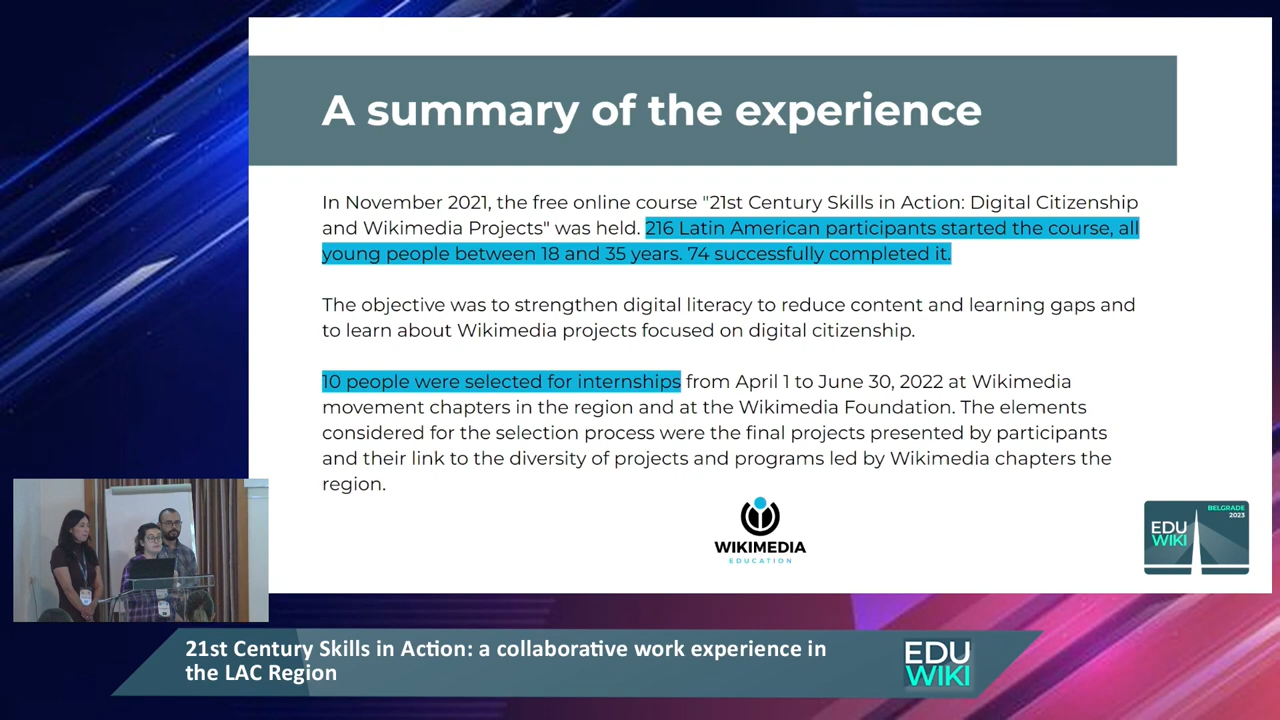 A summary of the experience
In November 2021, the free online course "21st Century Skills in Action: Digital Citizenship
and Wikimedia Projects" was held. 216 Latin American participants started the course, all
young people between 18 and 35 years. 74 successfully completed it.
The objective was to strengthen digital literacy to reduce content and learning gaps and
to learn about Wikimedia projects focused on digital citizenship.
10 people were selected for internships from April 1 to June 30, 2022 at Wikimedia
movement chapters in the region and at the Wikimedia Foundation. The elements
considered for the selection process were the final projects presented by participants
and their link to the diversity of projects and programs led by Wikimedia chapters the
region.
WIKIMEDIA
EDUCATION
BELGRADE
2023
EDU
WIKI
21st Century Skills in Action: a collaborative work experience in
the LAC Region
EDU
WIKI